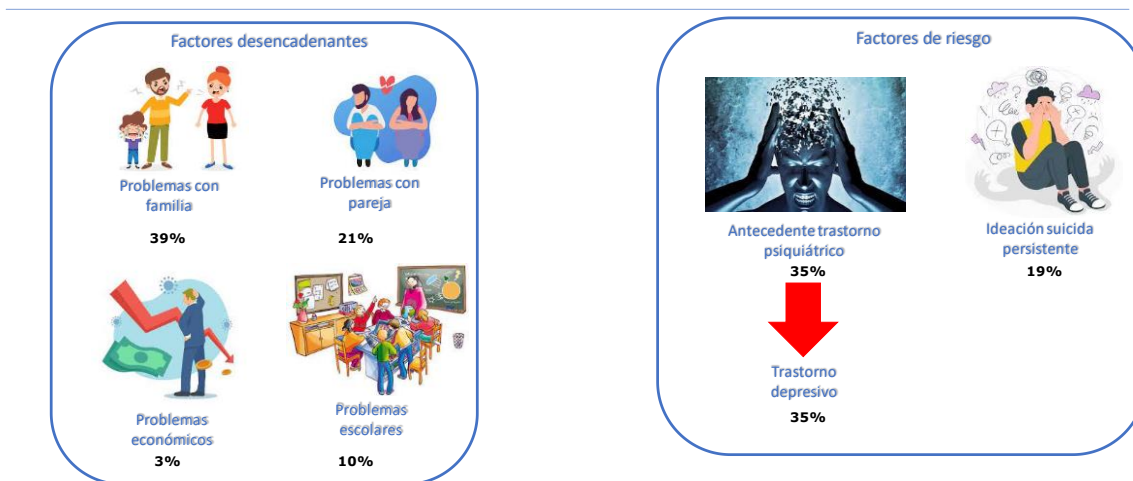 Factores desencadenantes
Problemas con
familia
39%
Problemas con
pareja
21%
Problemas
económicos
3%
Problemas
escolares
10%
Factores de riesgo
Antecedente trastorno
psiquiátrico
35%
Trastorno
depresivo
35%
Ideación suicida
persistente
19%